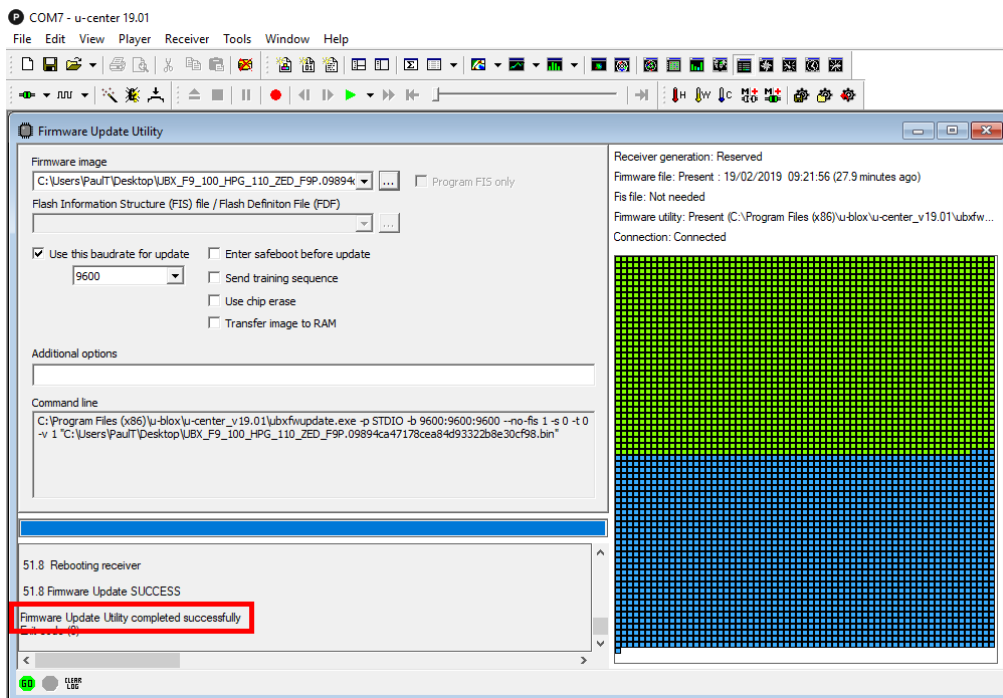 COM7 - u-center 19.01
File Edit View Player Receiver Tools Window Help
Firmware Update Utility
Firmware image
C:\Users\PaulT\Desktop\UBX_F9_100_HPG_110_ZED_F9P.09894c
...
Program FIS only
Flash Information Structure (FIS) file / Flash Definiton File (FDF)
...
Use this baudrate for update
Enter safeboot before update
9600
Send training sequence
Use chip erase
Transfer image to RAM
Additional options
Command line
C:\Program Files (x86)\u-blox\u-center_v19.01\ubxfwupdate.exe -p STDIO -b 9600:9600:9600 --no-fis 1 -s 0 -t 0
-v 1 "C:\Users\PaulT\Desktop\UBX_F9_100_HPG_110_ZED_F9P.09894ca47178cea84d93322b8e30cf98.bin"
51.8 Rebooting receiver
51.8 Firmware Update SUCCESS
Firmware Update Utility completed successfully
Exit code (0)
GO
CLEAR
LOG
Receiver generation: Reserved
Firmware file: Present : 19/02/2019 09:21:56 (27.9 minutes ago)
Fis file: Not needed
Firmware utility: Present (C:\Program Files (x86)\u-blox\u-center_v19.01\ubxfw...
Connection: Connected